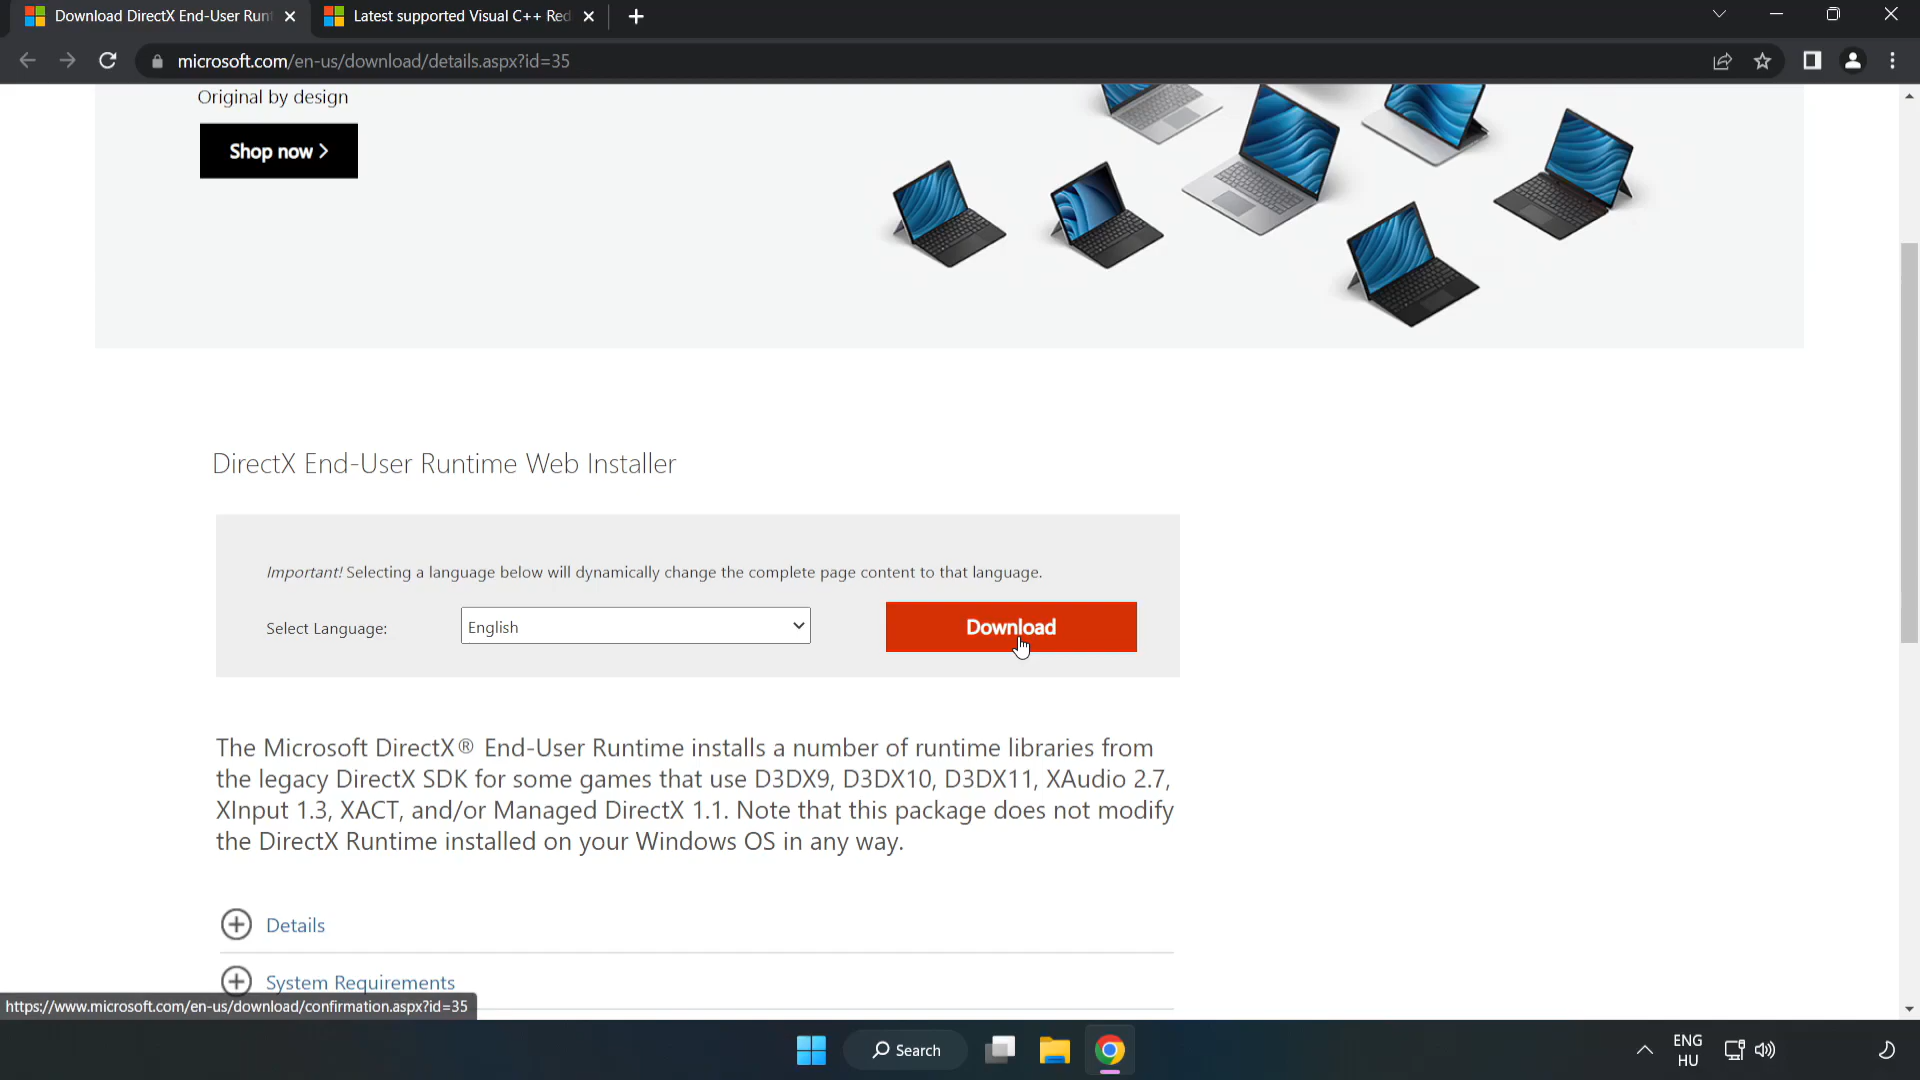 Download DirectX End-User Runt
Latest supported Visual C++ Red
microsoft.com/en-us/download/details.aspx?id=35
Original by design
Shop now >
DirectX End-User Runtime Web Installer
Important! Selecting a language below will dynamically change the complete page content to that language.
Select Language:
English
Download
The Microsoft DirectX® End-User Runtime installs a number of runtime libraries from
the legacy DirectX SDK for some games that use D3DX9, D3DX10, D3DX11, XAudio 2.7,
XInput 1.3, XACT, and/or Managed DirectX 1.1. Note that this package does not modify
the DirectX Runtime installed on your Windows OS in any way.
Details
System Requirements
https://www.microsoft.com/en-us/download/confirmation.aspx?id=35
Search
ENG
HU